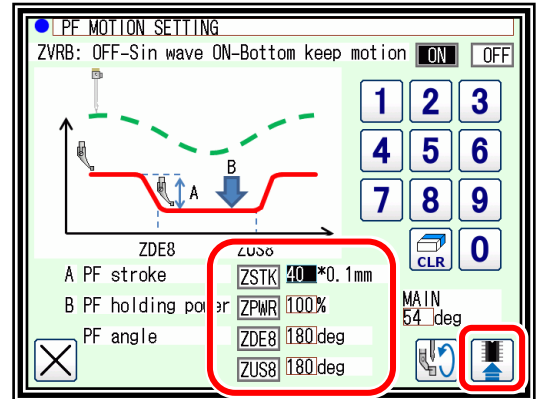 PF MOTION SETTING
ZVRB: OFF-Sin wave ON-Bottom keep motion ON OFF
1 2 3
4 5 6
7 8 9
CLR 0
B
A
ZDE8 ZUS8
A PF stroke ZSTK 40 *0.1mm
B PF holding power ZPWR 100%
PF angle ZDE8 180 deg
ZUS8 180 deg
MAIN
54 deg